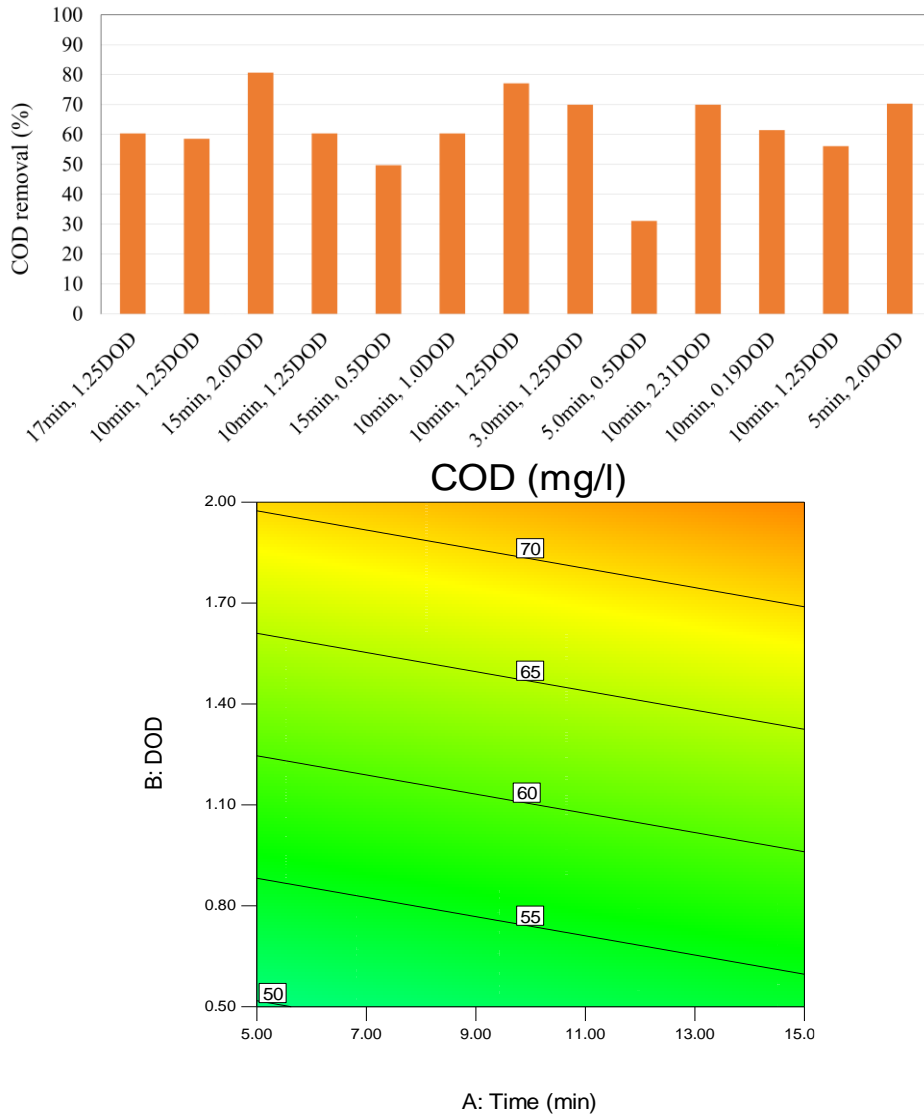 100
90
80
70
60
50
40
30
20
10
0
COD removal (%)
17min, 1.25DOD
10min, 1.25DOD
15min, 2.0DOD
10min, 1.25DOD
15min, 0.5DOD
10min, 1.0DOD
10min, 1.25DOD
3.0min, 1.25DOD
5.0min, 0.5DOD
10min, 2.31DOD
10min, 0.19DOD
10min, 1.25DOD
5min, 2.0DOD
COD (mg/l)
2.00
1.70
1.40
1.10
0.80
0.50
B: DOD
70
65
60
55
50
5.00 7.00 9.00 11.00 13.00 15.0
A: Time (min)